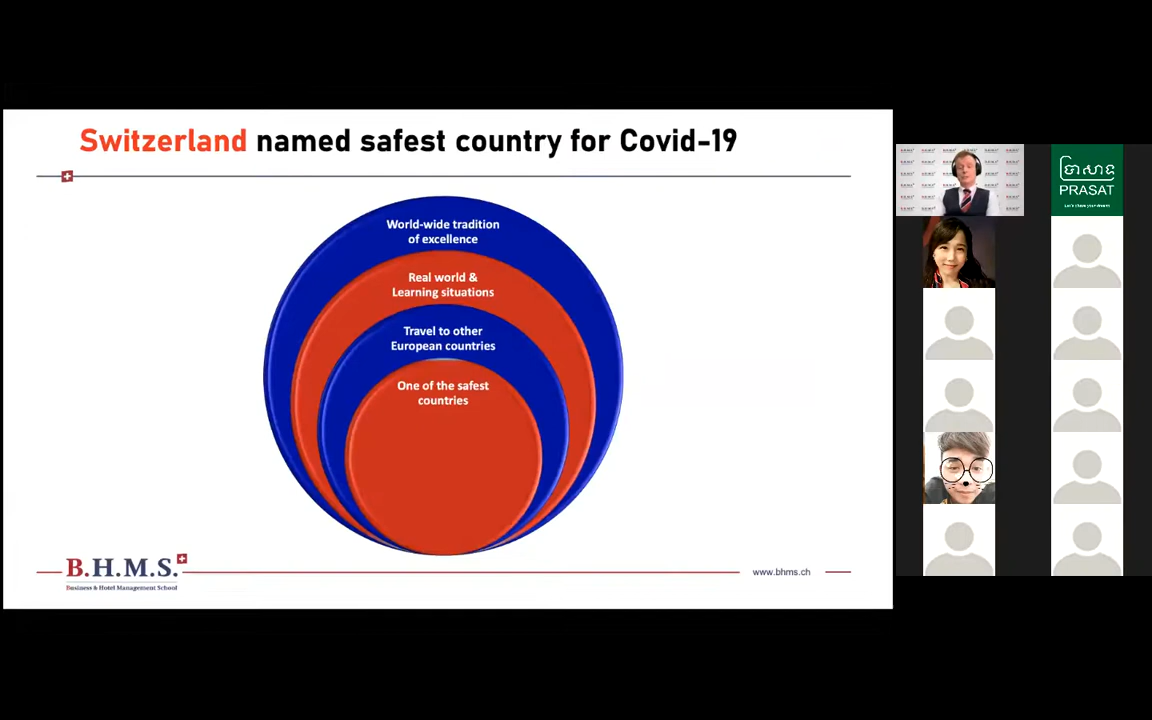 Switzerland named safest country for Covid-19
World-wide tradition
of excellence
Real world &
Learning situations
Travel to other
European countries
One of the safest
countries
B.H.M.S.
Business & Hotel Management School
www.bhms.ch
ប្រាសាទ
PRASAT